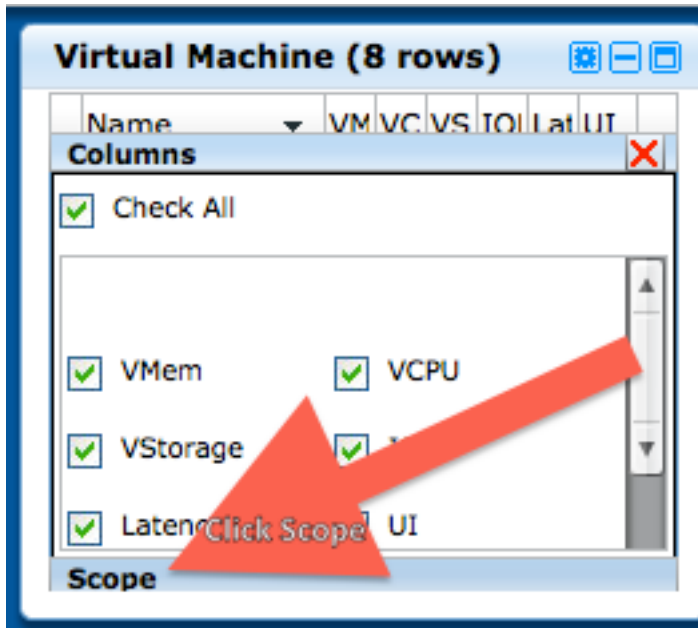 Virtual Machine (8 rows)
Name VM VC VS IO Lat UI
Columns
Check All
VMem VCPU
VStorage
Click Scope UI
Scope